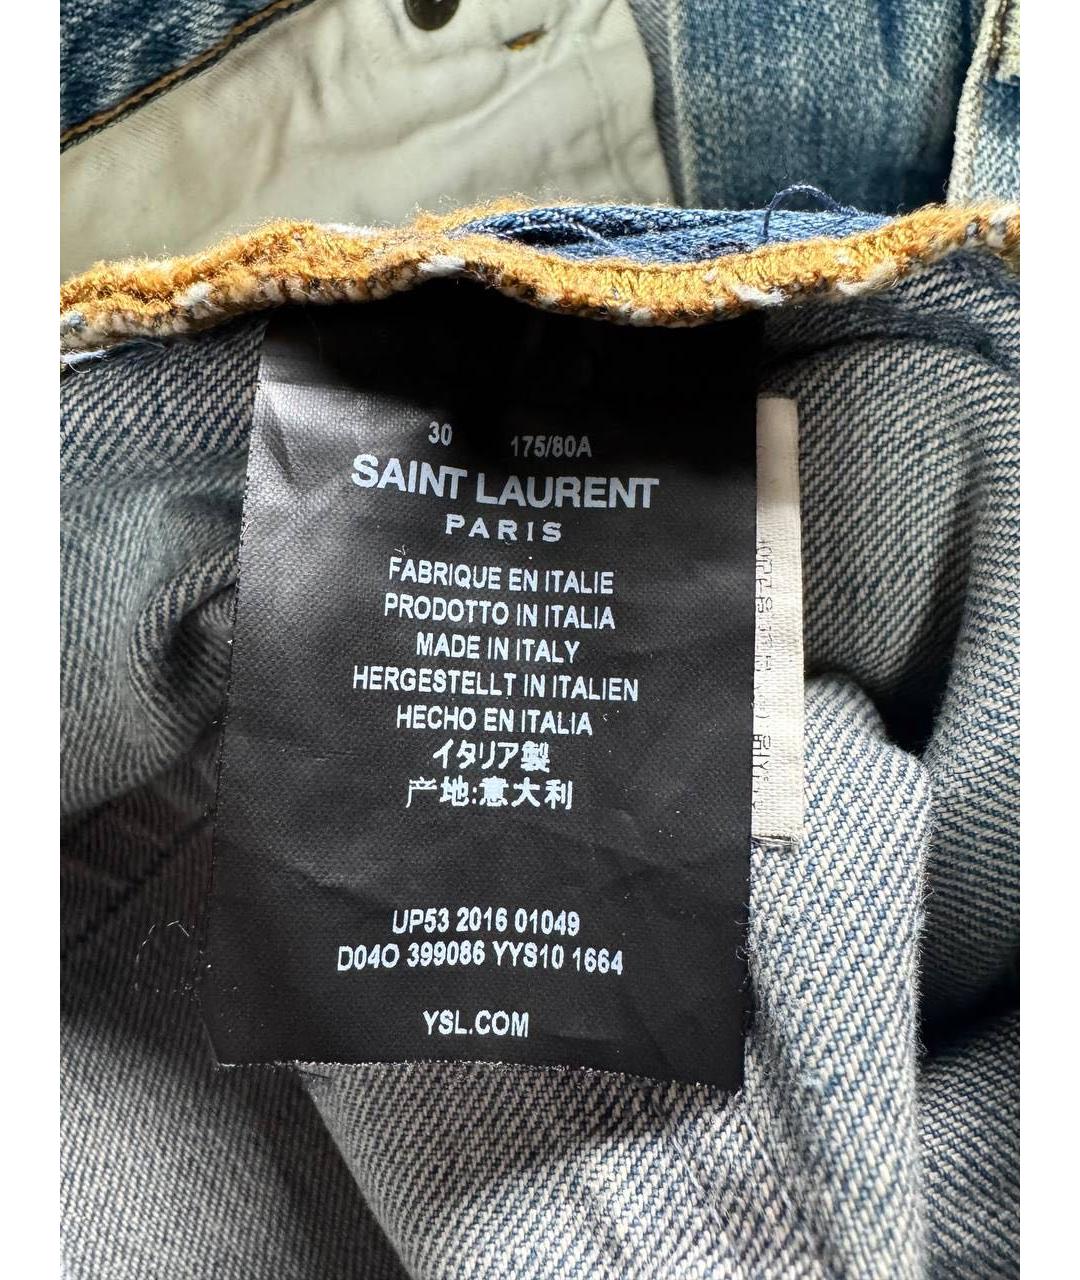 30 175/80A
SAINT LAURENT
PARIS
FABRIQUE EN ITALIE
PRODOTTO IN ITALIA
MADE IN ITALY
HERGESTELLT IN ITALIEN
HECHO EN ITALIA
イタリア製
产地:意大利
UP53 2016 01049
D04O 399086 YYS10 1664
YSL.COM